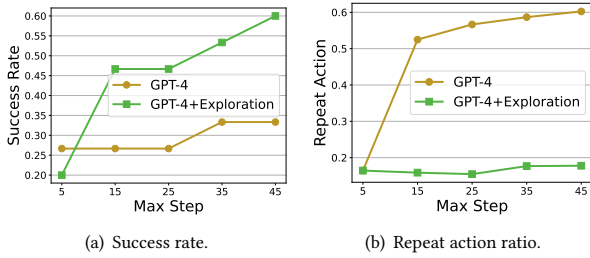 Success Rate
0.60
0.55
0.50
0.45
0.40
0.35
0.30
0.25
0.20
GPT-4
GPT-4+Exploration
5 15 25 35 45
Max Step
(a) Success rate.
Repeat Action
0.6
0.5
0.4
0.3
0.2
GPT-4
GPT-4+Exploration
5 15 25 35 45
Max Step
(b) Repeat action ratio.